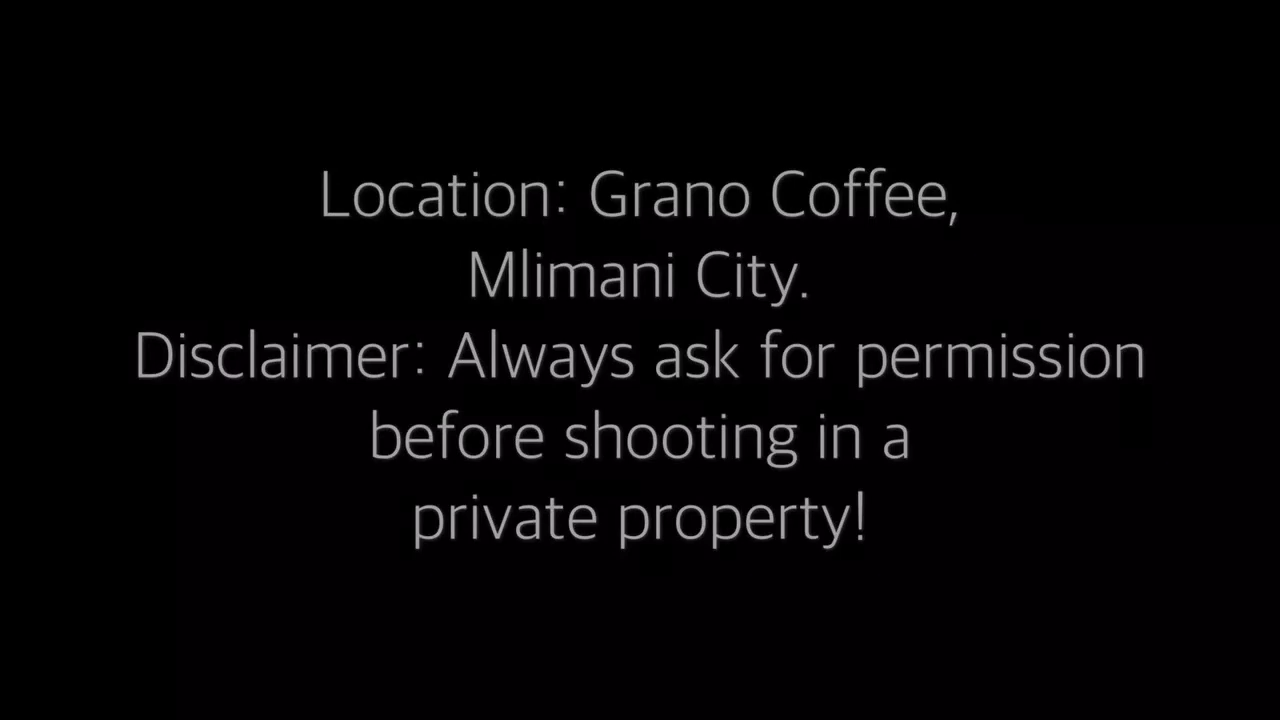 Location: Grano Coffee,
Mlimani City.
Disclaimer: Always ask for permission
before shooting in a
private property!